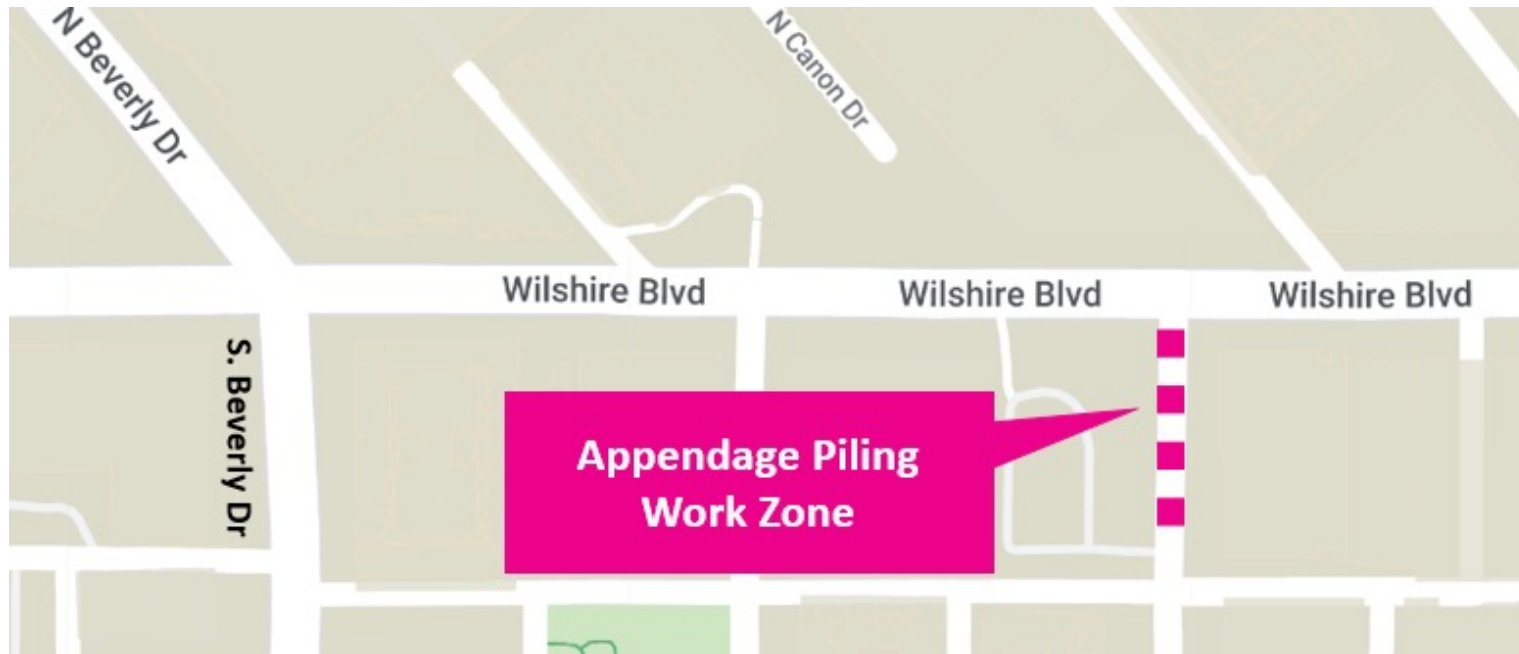 N Beverly Dr
N Canon Dr
Wilshire Blvd
Wilshire Blvd
Wilshire Blvd
S. Beverly Dr
Appendage Piling
Work Zone